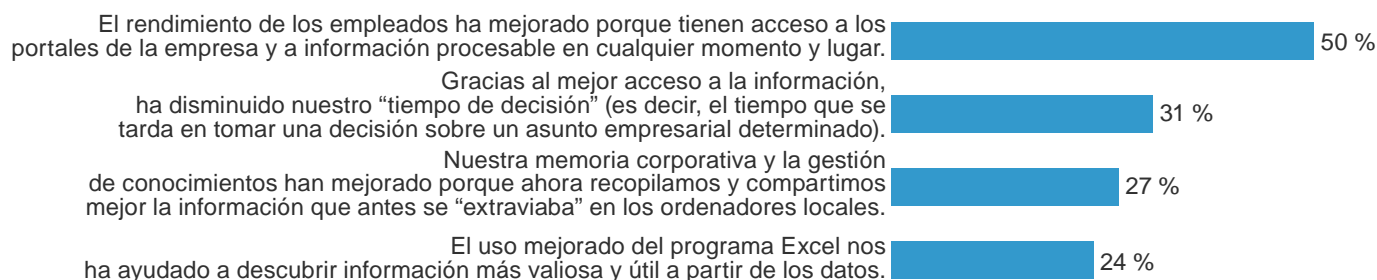 El rendimiento de los empleados ha mejorado porque tienen acceso a los
portales de la empresa y a información procesable en cualquier momento y lugar.
50 %
Gracias al mejor acceso a la información,
ha disminuido nuestro “tiempo de decisión” (es decir, el tiempo que se
tarda en tomar una decisión sobre un asunto empresarial determinado).
31 %
Nuestra memoria corporativa y la gestión
de conocimientos han mejorado porque ahora recopilamos y compartimos
mejor la información que antes se “extraviaba” en los ordenadores locales.
27 %
El uso mejorado del programa Excel nos
ha ayudado a descubrir información más valiosa y útil a partir de los datos.
24 %